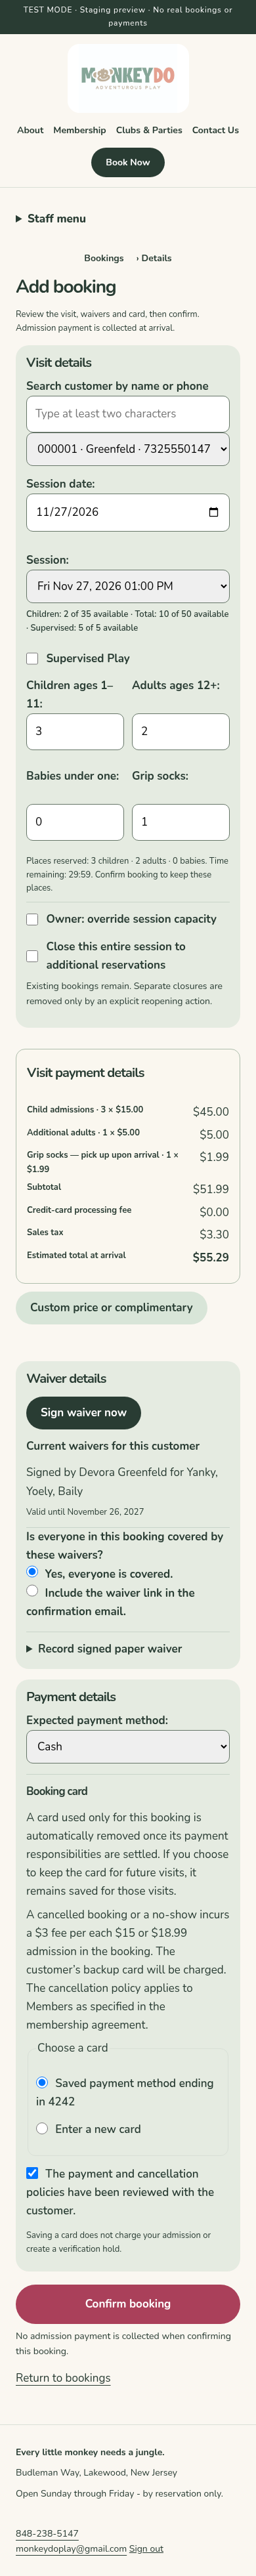 TEST MODE · Staging preview · No real bookings or
payments
MONKEYDO
ADVENTUROUS PLAY
About Membership Clubs & Parties Contact Us
Book Now
▶ Staff menu
Bookings › Details
Add booking
Review the visit, waivers and card, then confirm.
Admission payment is collected at arrival.
Visit details
Search customer by name or phone
Type at least two characters
000001 · Greenfeld · 7325550147
Session date:
11/27/2026
Session:
Fri Nov 27, 2026 01:00 PM
Children: 2 of 35 available · Total: 10 of 50 available
· Supervised: 5 of 5 available
Supervised Play
Children ages 1–
11:
Adults ages 12+:
3
2
Babies under one:
Grip socks:
0
1
Places reserved: 3 children · 2 adults · 0 babies. Time
remaining: 29:59. Confirm booking to keep these
places.
Owner: override session capacity
Close this entire session to
additional reservations
Existing bookings remain. Separate closures are
removed only by an explicit reopening action.
Visit payment details
Child admissions · 3 × $15.00 $45.00
Additional adults · 1 × $5.00 $5.00
Grip socks — pick up upon arrival · 1 × $1.99
$1.99
Subtotal $51.99
Credit-card processing fee $0.00
Sales tax $3.30
Estimated total at arrival $55.29
Custom price or complimentary
Waiver details
Sign waiver now
Current waivers for this customer
Signed by Devora Greenfeld for Yanky,
Yoely, Baily
Valid until November 26, 2027
Is everyone in this booking covered by
these waivers?
Yes, everyone is covered.
Include the waiver link in the
confirmation email.
▶ Record signed paper waiver
Payment details
Expected payment method:
Cash
Booking card
A card used only for this booking is
automatically removed once its payment
responsibilities are settled. If you choose
to keep the card for future visits, it
remains saved for those visits.
A cancelled booking or a no-show incurs
a $3 fee per each $15 or $18.99
admission in the booking. The
customer’s backup card will be charged.
The cancellation policy applies to
Members as specified in the
membership agreement.
Choose a card
Saved payment method ending
in 4242
Enter a new card
The payment and cancellation
policies have been reviewed with the
customer.
Saving a card does not charge your admission or
create a verification hold.
Confirm booking
No admission payment is collected when confirming
this booking.
Return to bookings
Every little monkey needs a jungle.
Budleman Way, Lakewood, New Jersey
Open Sunday through Friday - by reservation only.
848-238-5147
monkeydoplay@gmail.com Sign out